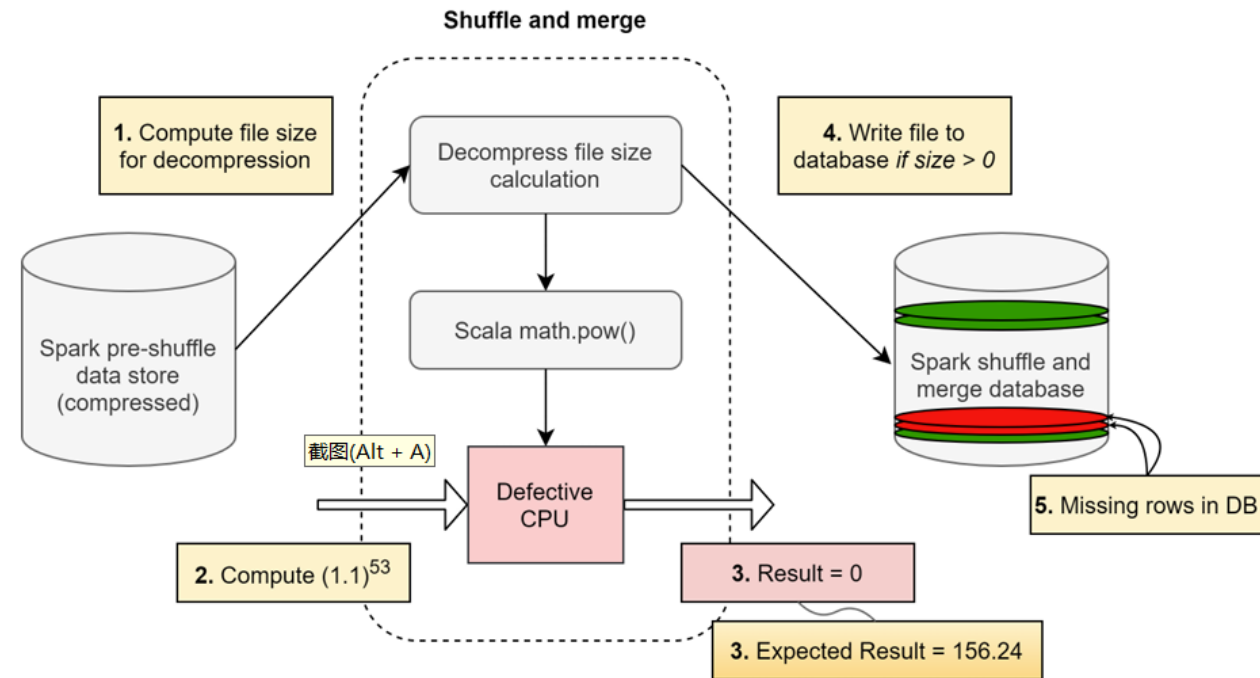 Shuffle and merge
1. Compute file size
for decompression
Decompress file size
calculation
4. Write file to
database if size > 0
Spark pre-shuffle
data store
(compressed)
Scala math.pow()
Spark shuffle and
merge database
截图(Alt + A)
Defective
CPU
5. Missing rows in DB
2. Compute (1.1)⁵³
3. Result = 0
3. Expected Result = 156.24